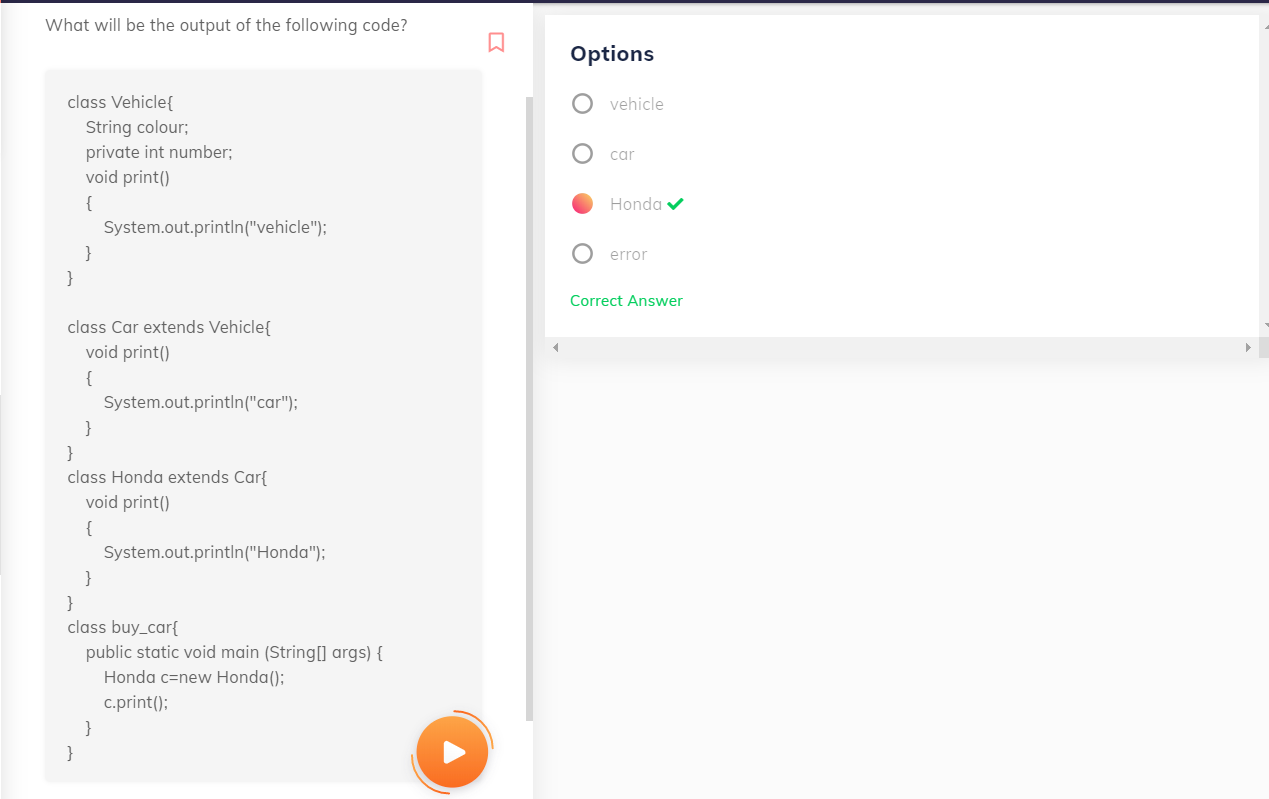 What will be the output of the following code?
class Vehicle{
    String colour;
    private int number;
    void print()
    {
        System.out.println("vehicle");
    }
}

class Car extends Vehicle{
    void print()
    {
        System.out.println("car");
    }
}
class Honda extends Car{
    void print()
    {
        System.out.println("Honda");
    }
}
class buy_car{
    public static void main (String[] args) {
        Honda c=new Honda();
        c.print();
    }
}
Options
vehicle
car
Honda
error
Correct Answer